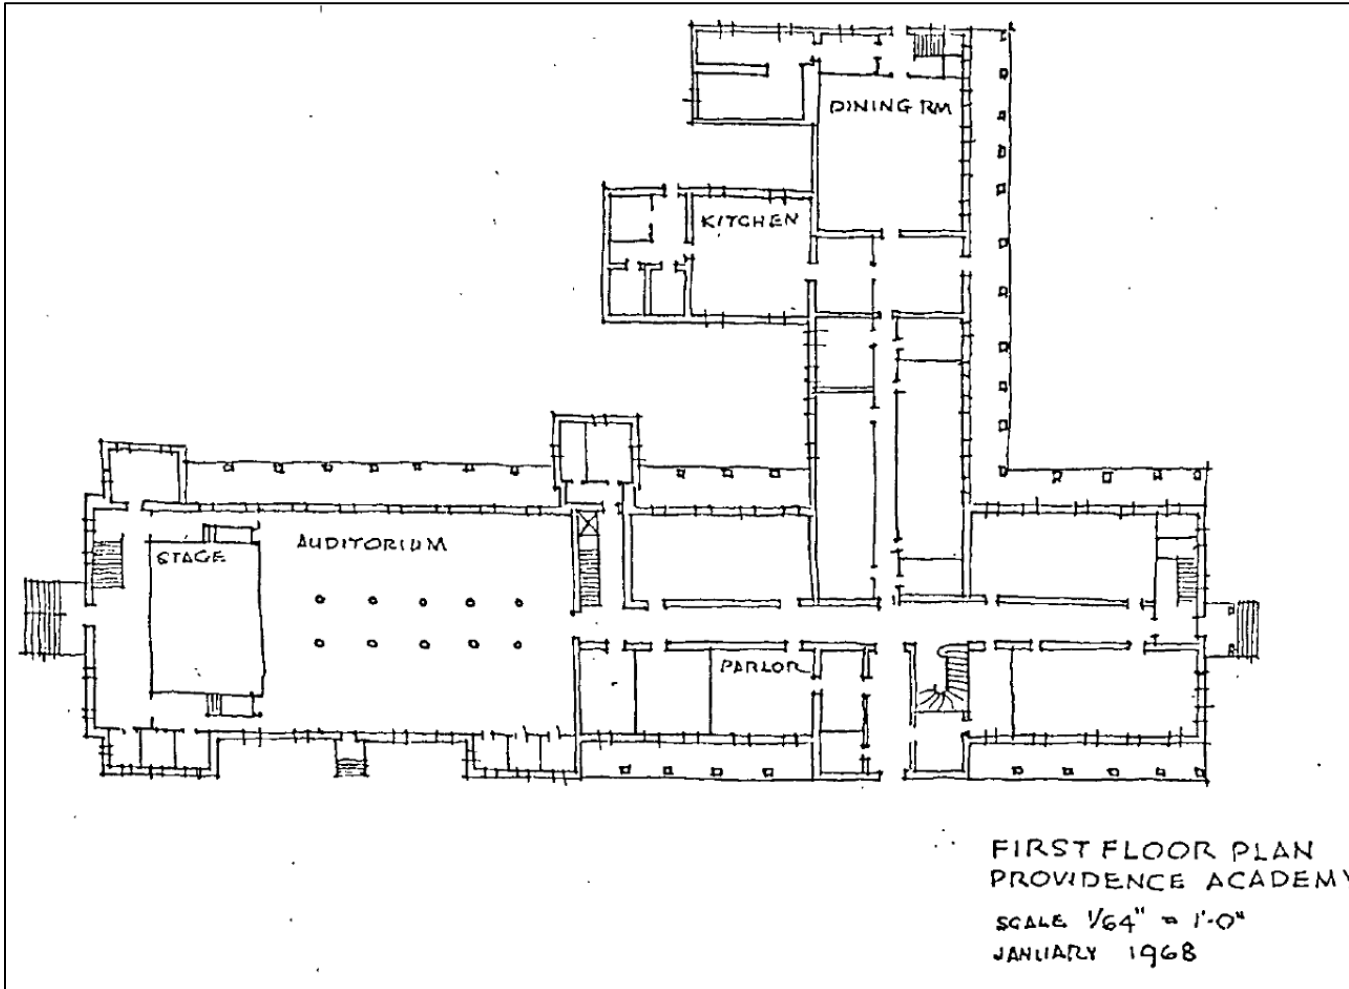 DINING RM
KITCHEN
STAGE
AUDITORIUM
PARLOR
FIRST FLOOR PLAN
PROVIDENCE ACADEMY
SCALE 1/64" = 1'-0"
JANUARY 1968